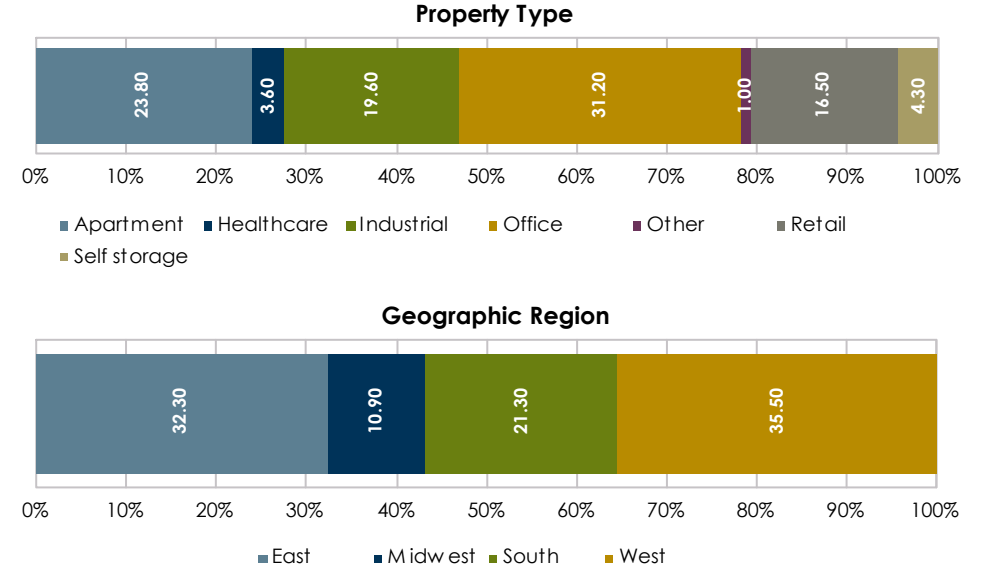 Property Type
23.80 3.60 19.60 31.20 1.00 16.50 4.30
0% 10% 20% 30% 40% 50% 60% 70% 80% 90% 100%
Apartment Healthcare Industrial Office Other Retail
Self storage
Geographic Region
32.30 10.90 21.30 35.50
0% 10% 20% 30% 40% 50% 60% 70% 80% 90% 100%
East Midwest South West